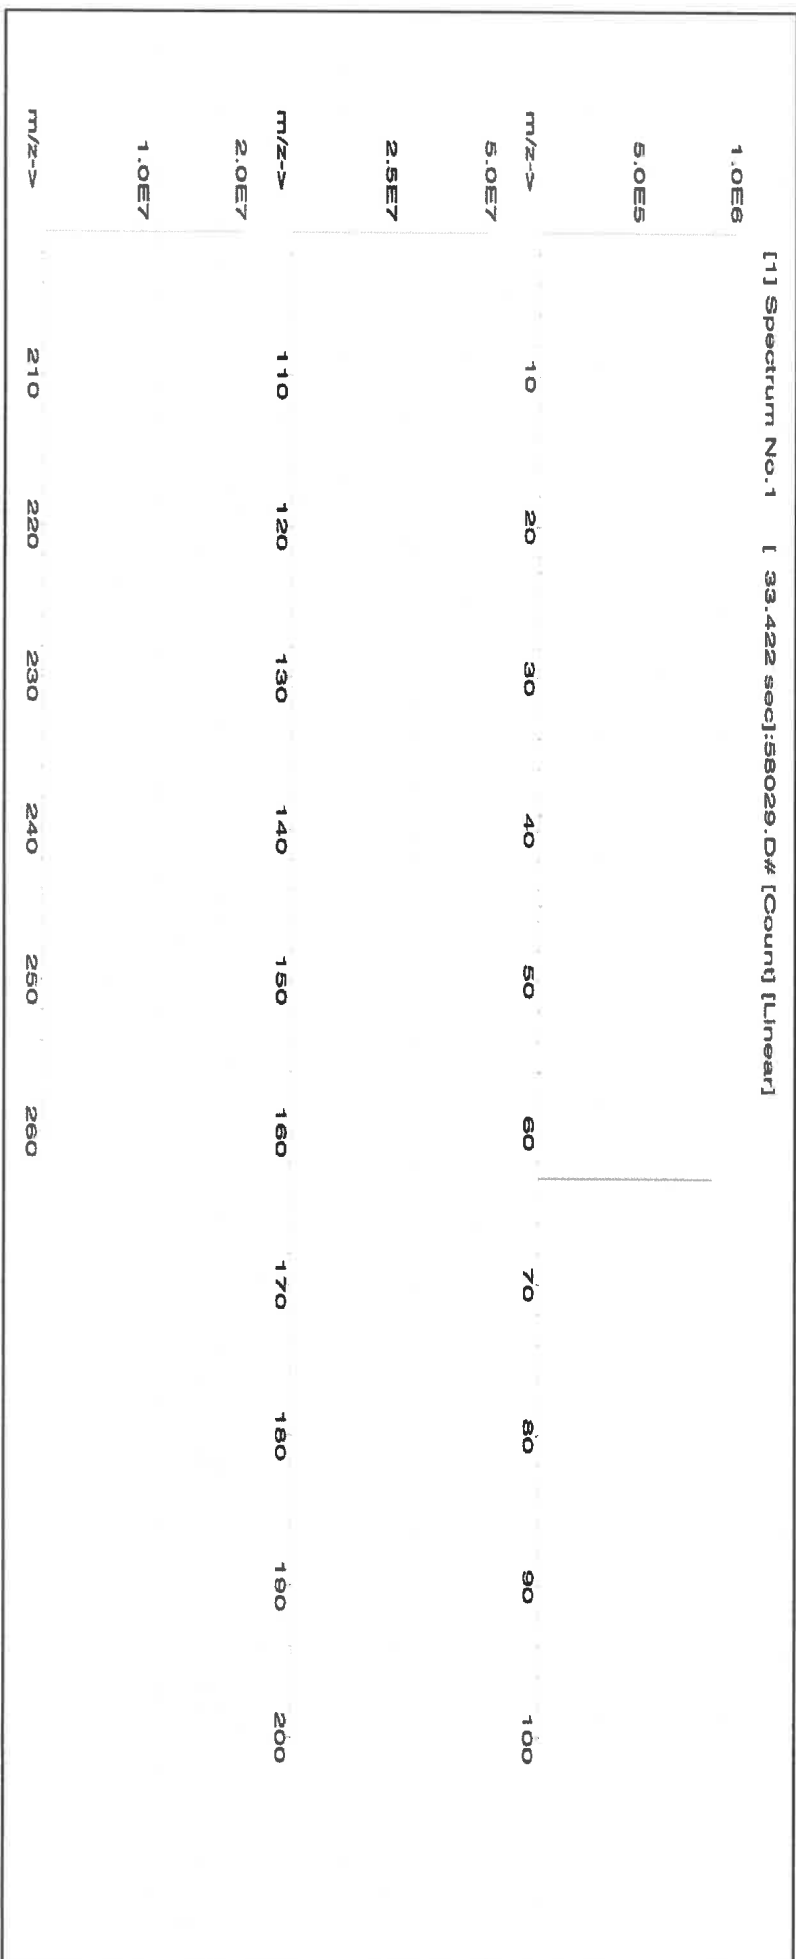 [1] Spectrum No.1 [ 33.422 sec]:58029.D# [Count] [Linear]
1.0E6
5.0E5
m/z-> 10 20 30 40 50 60 70 80 90 100
5.0E7
2.5E7
m/z-> 110 120 130 140 150 160 170 180 190 200
2.0E7
1.0E7
m/z-> 210 220 230 240 250 260